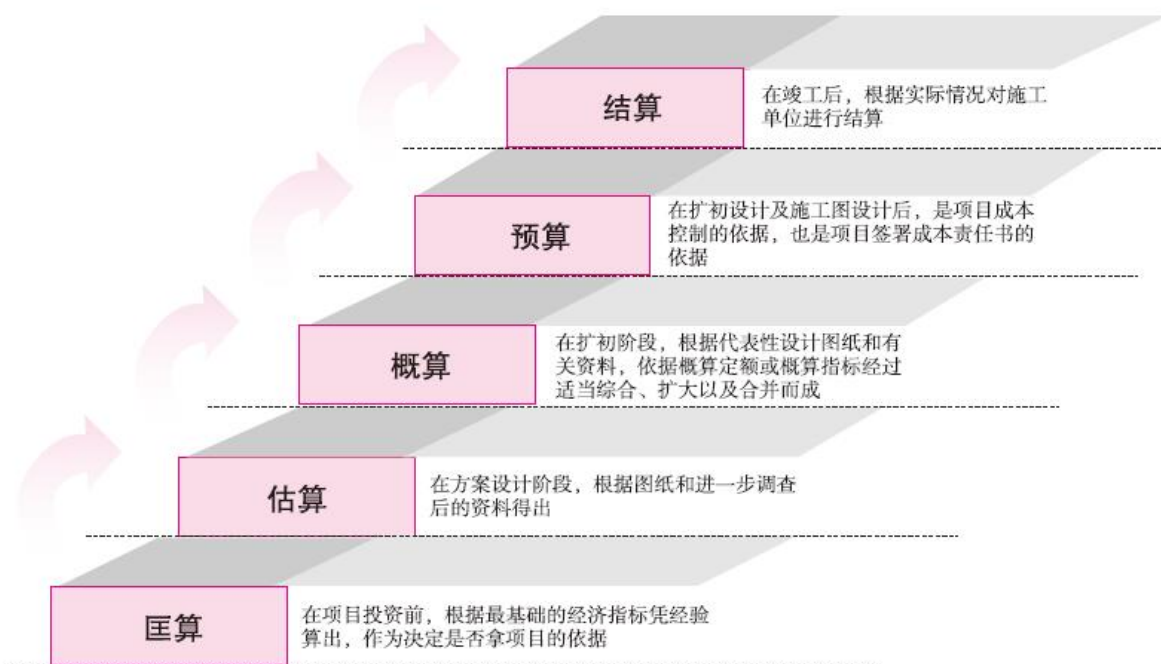 结算
在竣工后，根据实际情况对施工
单位进行结算
预算
在扩初设计及施工图设计后，是项目成本
控制的依据，也是项目签署成本责任书的
依据
概算
在扩初阶段，根据代表性设计图纸和有
关资料，依据概算定额或概算指标经过
适当综合、扩大以及合并而成
估算
在方案设计阶段，根据图纸和进一步调查
后的资料得出
匡算
在项目投资前，根据最基础的经济指标凭经验
算出，作为决定是否拿项目的依据